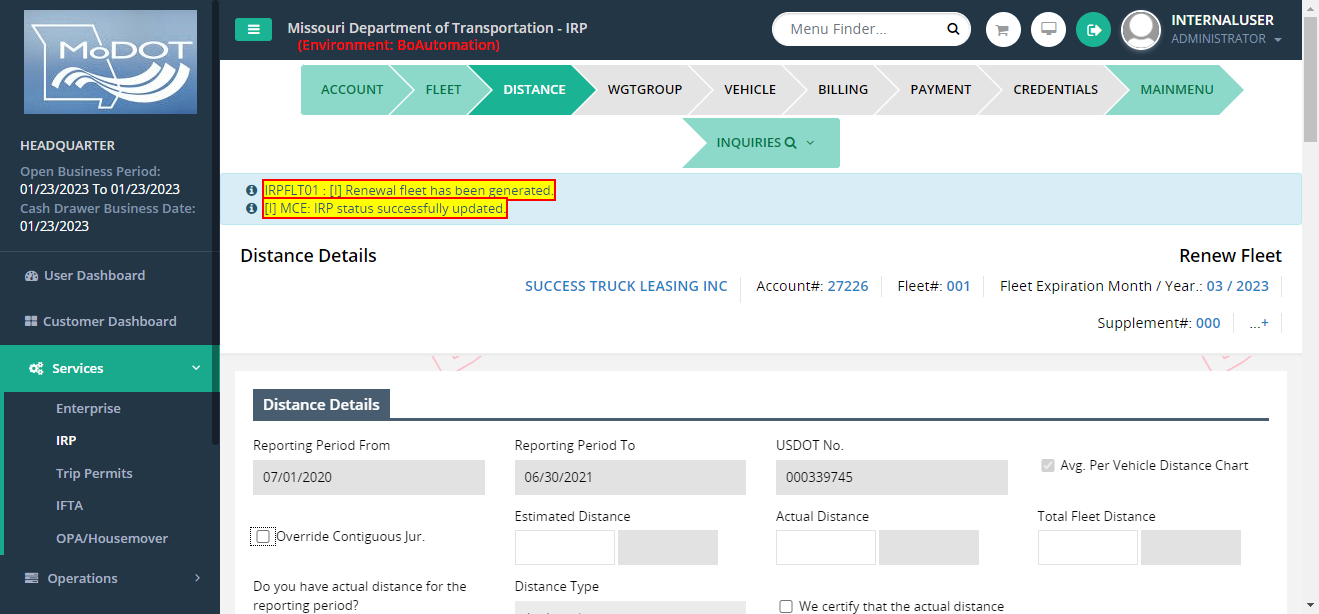 MoDOT
HEADQUARTER
Open Business Period:
01/23/2023 To 01/23/2023
Cash Drawer Business Date:
01/23/2023
User Dashboard
Customer Dashboard
Services
Enterprise
IRP
Trip Permits
IFTA
OPA/Housemover
Operations
Missouri Department of Transportation - IRP
(Environment: BoAutomation)
Menu Finder...
INTERNALUSER
ADMINISTRATOR
ACCOUNT FLEET DISTANCE WGTGROUP VEHICLE BILLING PAYMENT CREDENTIALS MAINMENU
INQUIRIES
IRPFLT01 : [I] Renewal fleet has been generated.
[I] MCE: IRP status successfully updated.
Distance Details Renew Fleet
SUCCESS TRUCK LEASING INC Account#: 27226 Fleet#: 001 Fleet Expiration Month / Year.: 03 / 2023
Supplement#: 000 ...+
Distance Details
Reporting Period From Reporting Period To USDOT No.
07/01/2020 06/30/2021 000339745 Avg. Per Vehicle Distance Chart
Estimated Distance Actual Distance Total Fleet Distance
Override Contiguous Jur.
Do you have actual distance for the
reporting period?
Distance Type
We certify that the actual distance